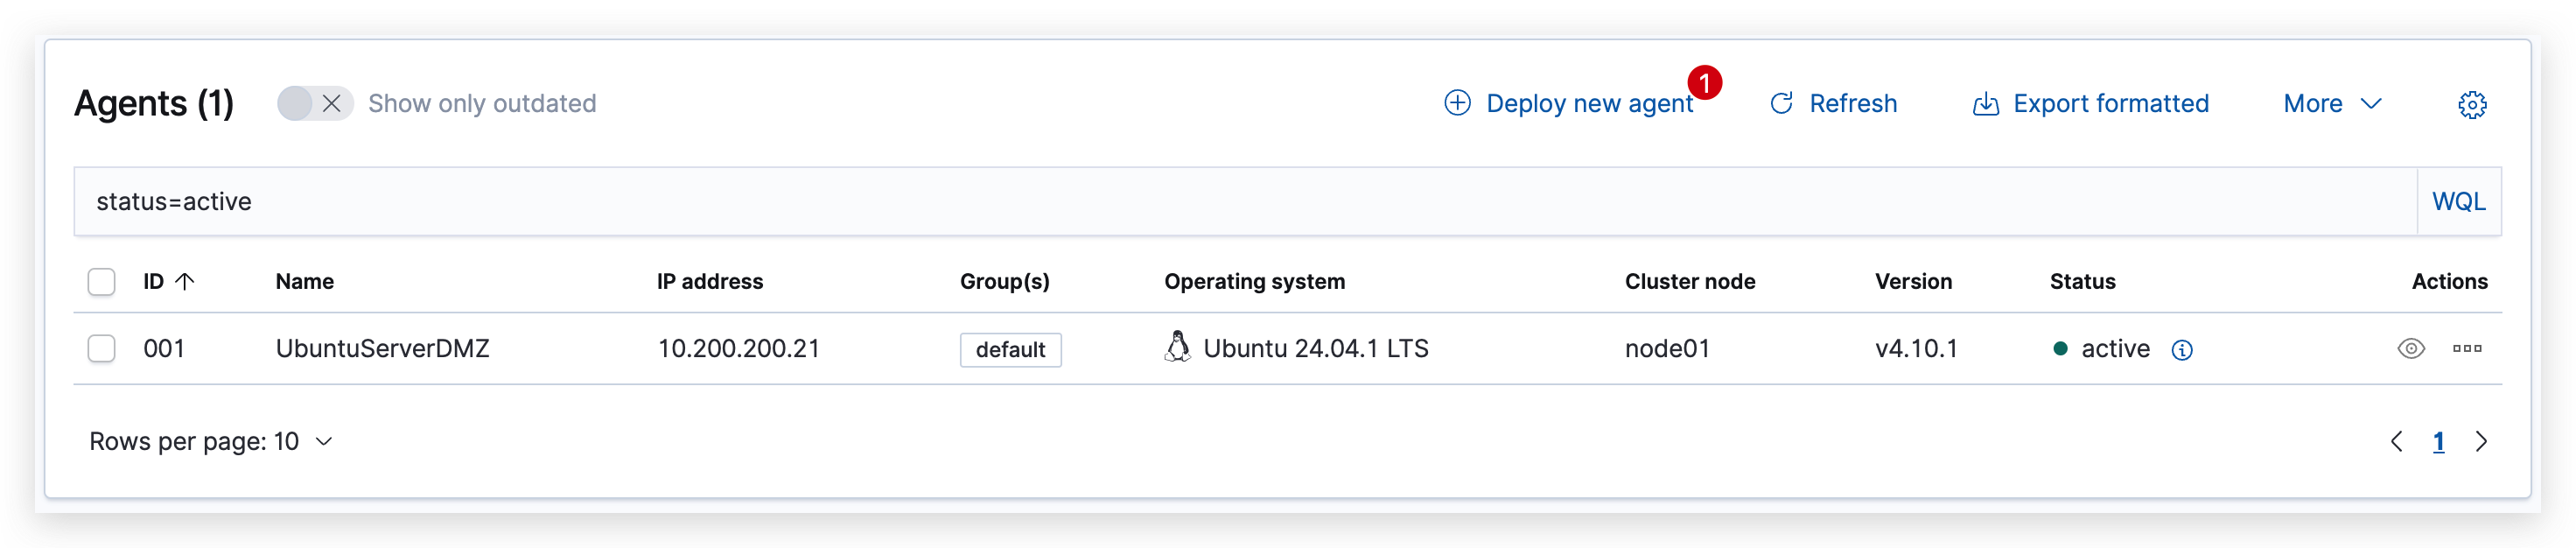 Agents (1) Show only outdated Deploy new agent 1 Refresh Export formatted More
status=active WQL
ID Name IP address Group(s) Operating system Cluster node Version Status Actions
001 UbuntuServerDMZ 10.200.200.21 default Ubuntu 24.04.1 LTS node01 v4.10.1 active
Rows per page: 10 1